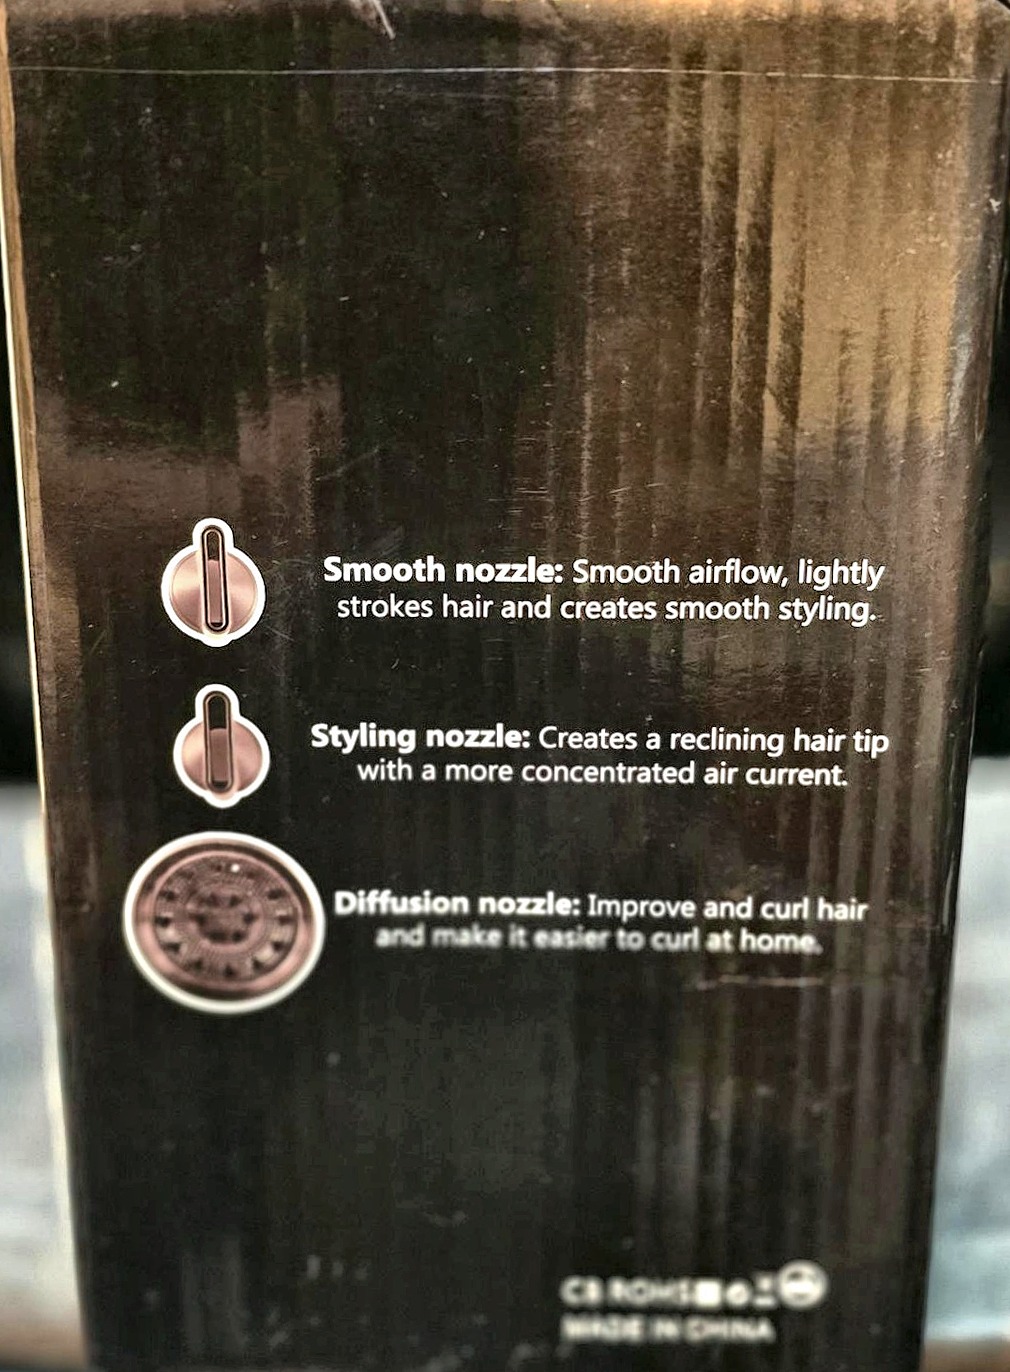 Smooth nozzle: Smooth airflow, lightly
strokes hair and creates smooth styling.
Styling nozzle: Creates a reclining hair tip
with a more concentrated air current.
Diffusion nozzle: Improve and curl hair
and make it easier to curl at home.
ROHS
MADE IN CHINA